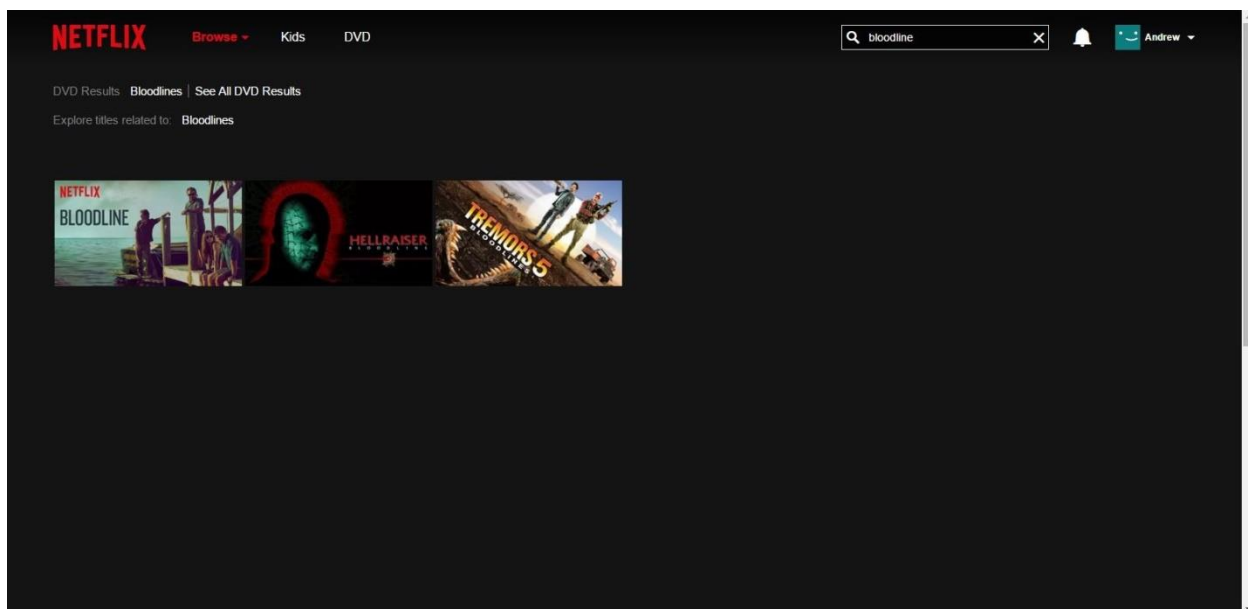 NETFLIX Browse Kids DVD bloodline Andrew
DVD Results Bloodlines | See All DVD Results
Explore titles related to: Bloodlines
NETFLIX
BLOODLINE
HELLRAISER
BLOODLINE
TREMORS 5
BLOODLINES